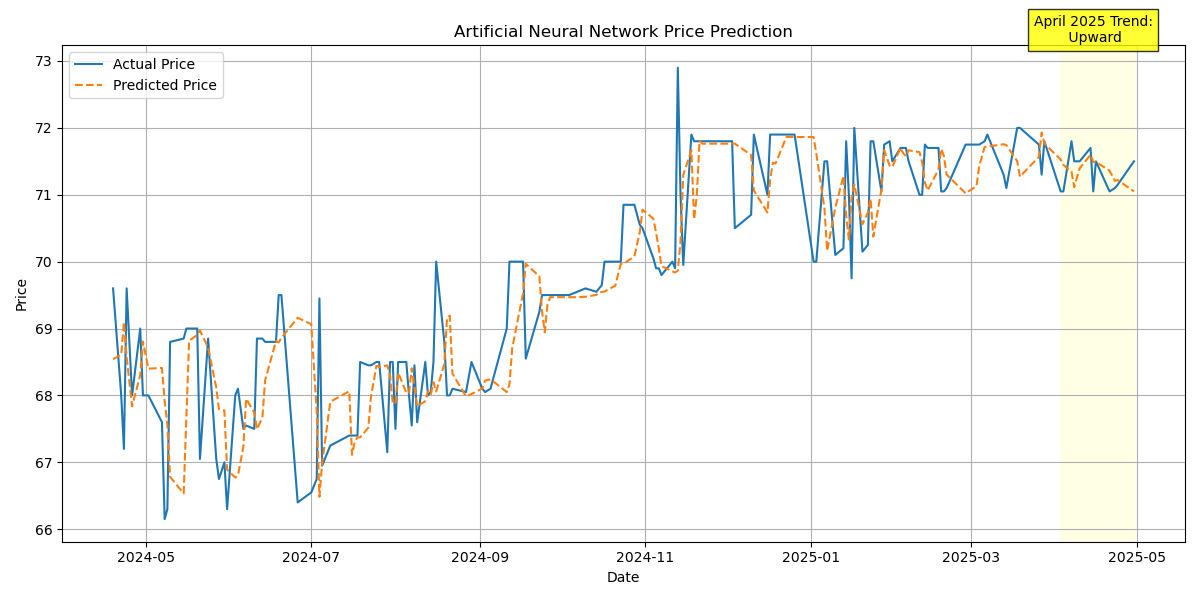 April 2025 Trend:
Upward
Artificial Neural Network Price Prediction
Actual Price
Predicted Price
73
72
71
70
69
68
67
66
Price
2024-05
2024-07
2024-09
2024-11
2025-01
2025-03
2025-05
Date